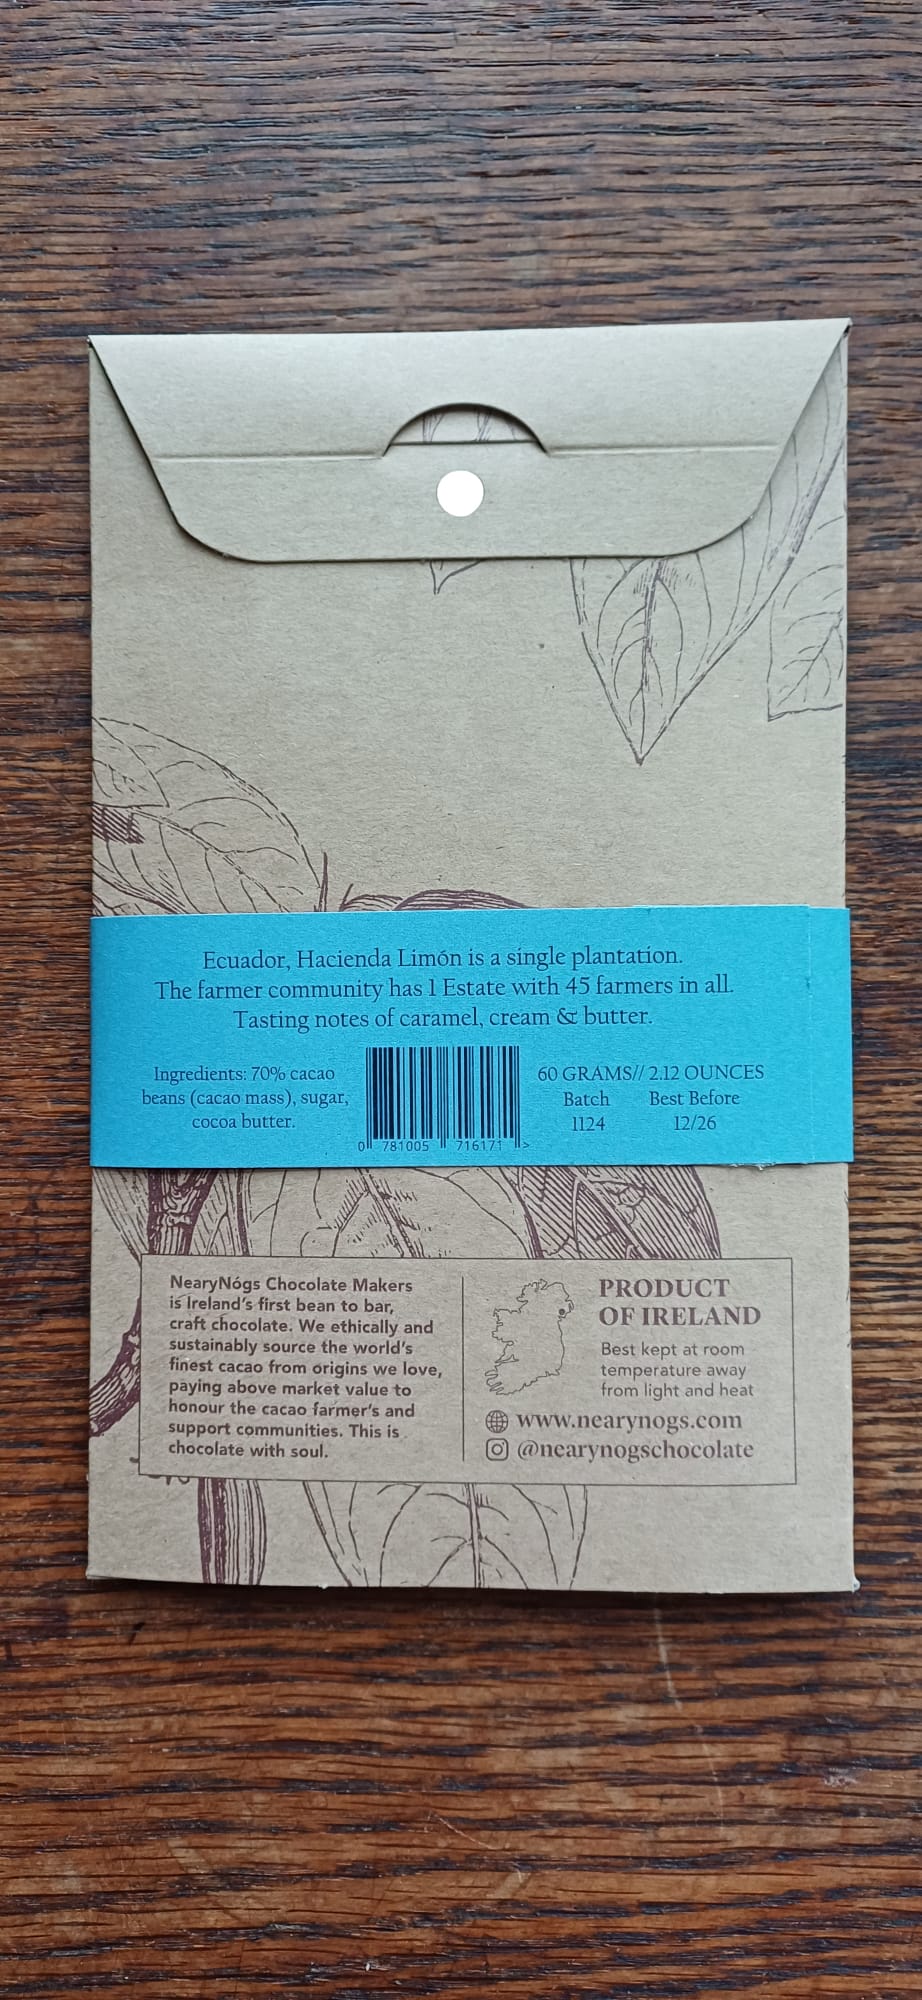 Ecuador, Hacienda Limón is a single plantation.
The farmer community has 1 Estate with 45 farmers in all.
Tasting notes of caramel, cream & butter.
Ingredients: 70% cacao
beans (cacao mass), sugar,
cocoa butter.
0 781005 716171 >
60 GRAMS// 2.12 OUNCES
Batch Best Before
1124 12/26
NearyNógs Chocolate Makers
is Ireland's first bean to bar,
craft chocolate. We ethically and
sustainably source the world's
finest cacao from origins we love,
paying above market value to
honour the cacao farmer's and
support communities. This is
chocolate with soul.
PRODUCT
OF IRELAND
Best kept at room
temperature away
from light and heat
www.nearynogs.com
@nearynogschocolate